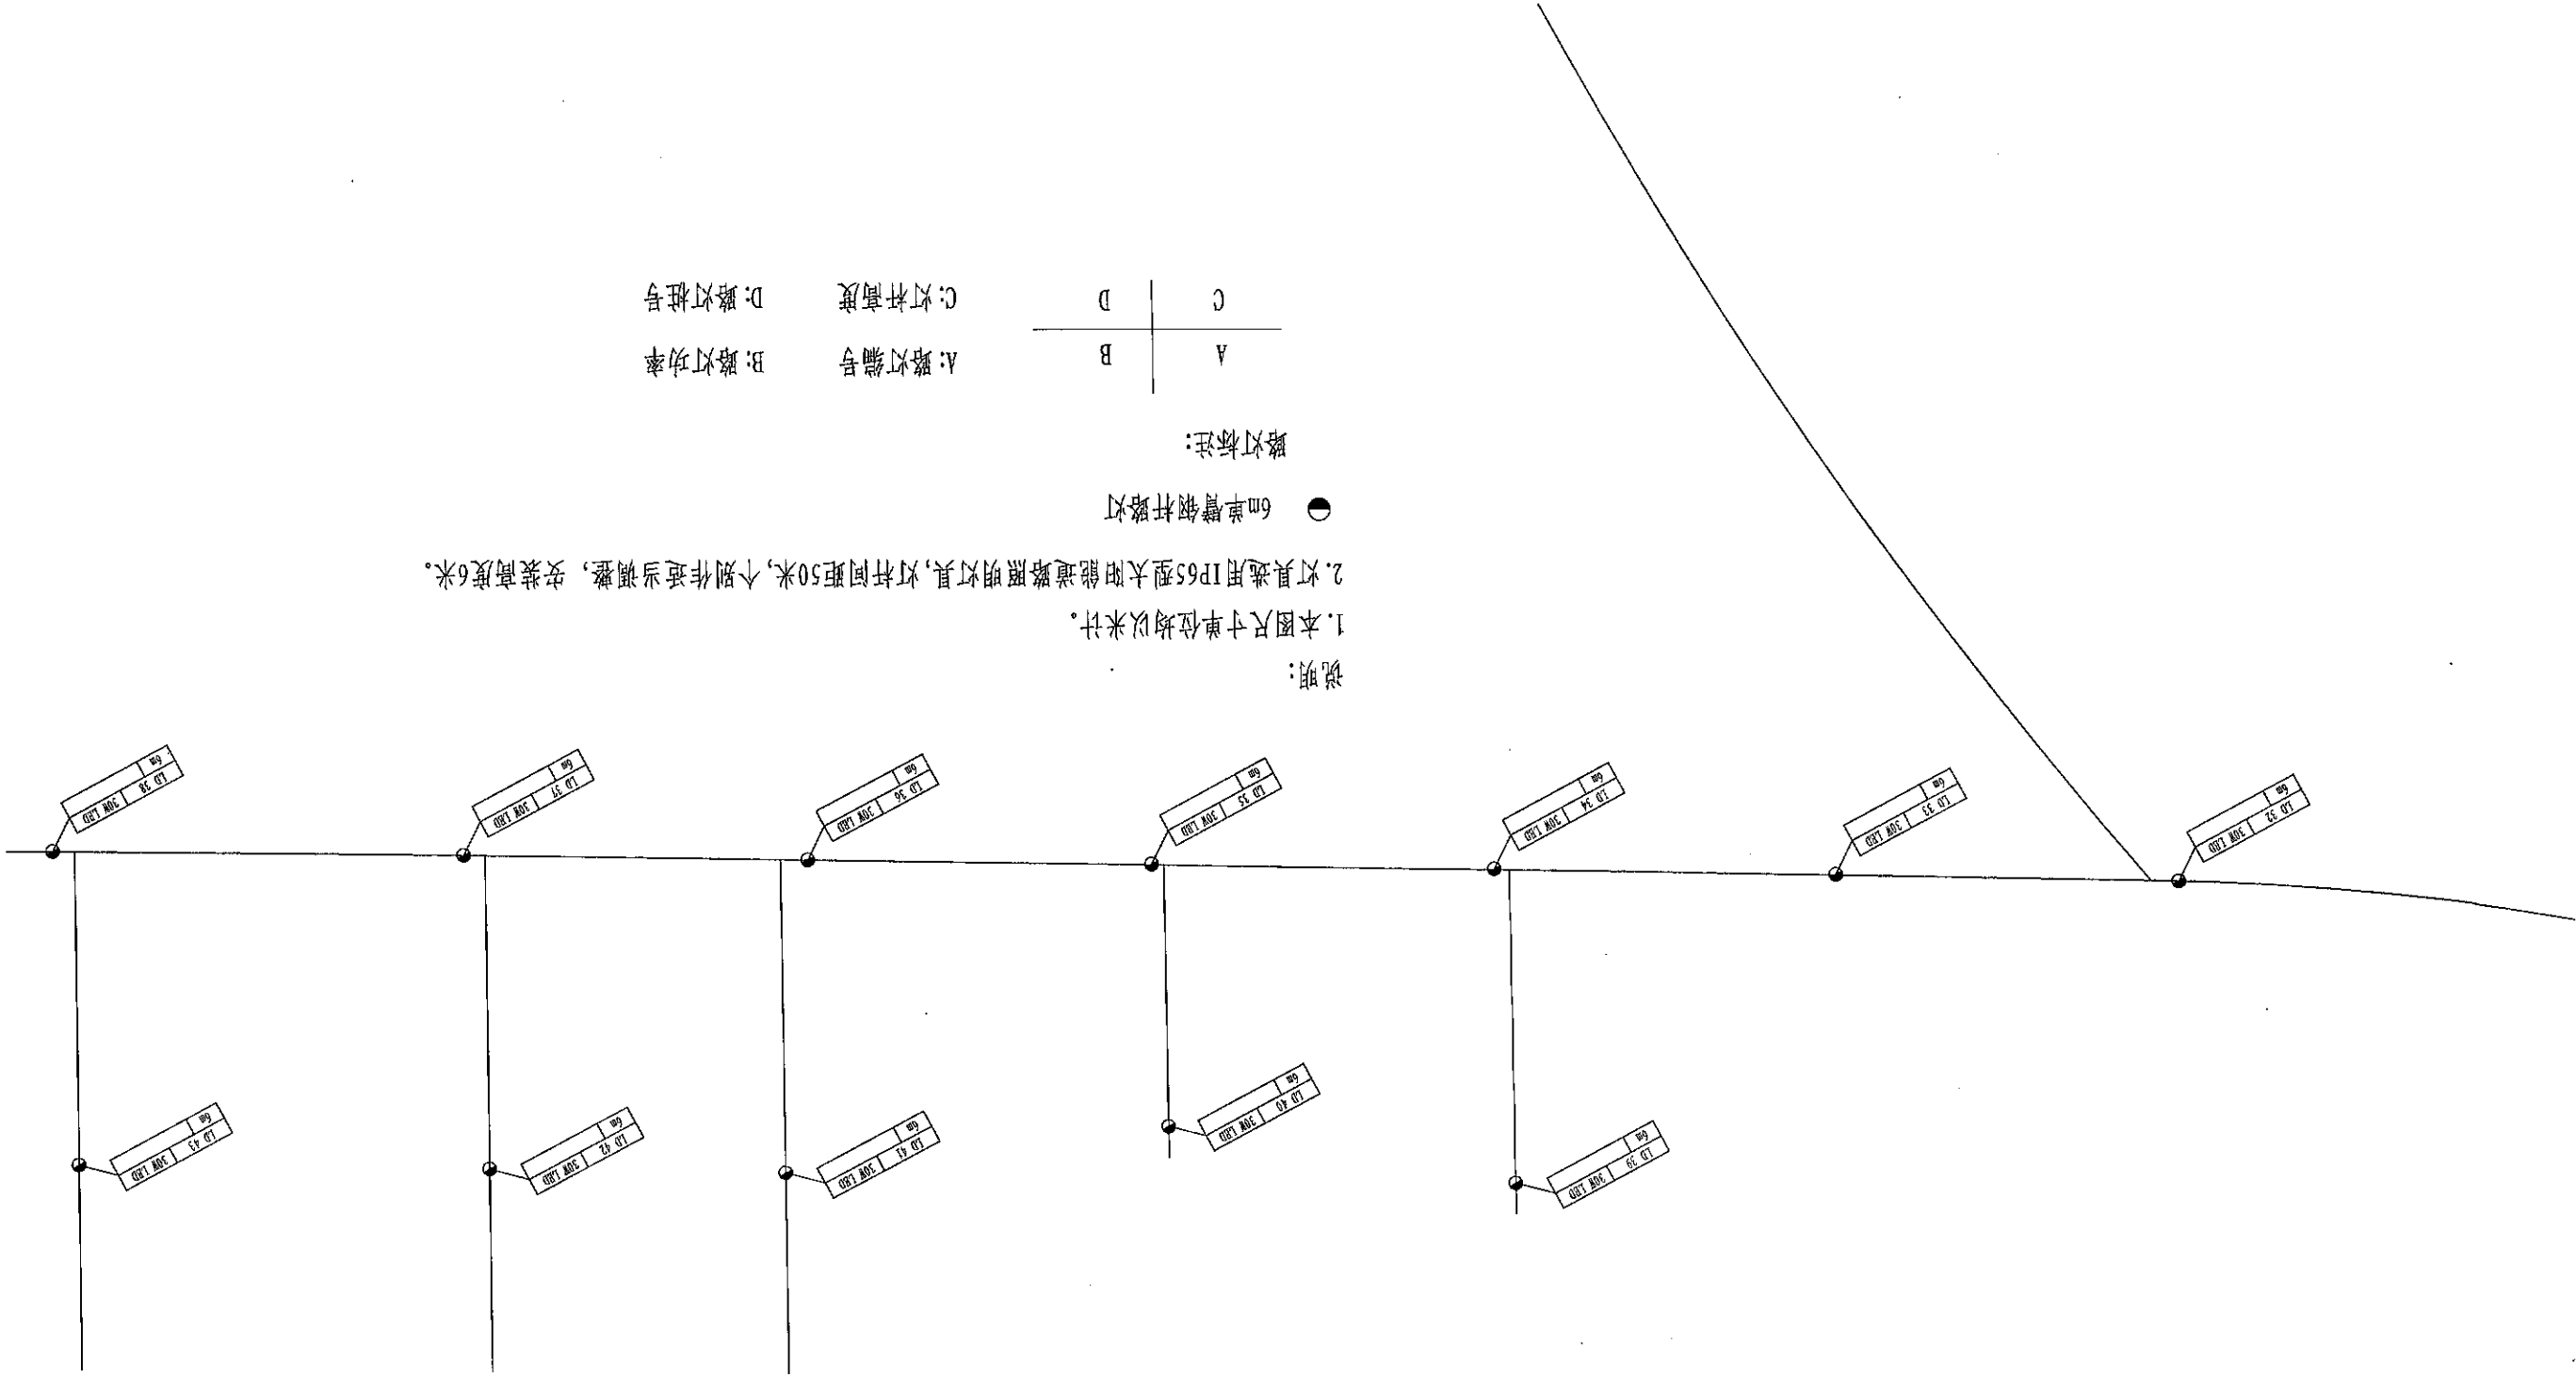 说明:
1.本图尺寸单位均以米计。
2.灯具选用IP65型太阳能道路照明灯具,灯杆间距50米,个别作适当调整, 安装高度6米。
6m单臂钢杆路灯
路灯标注:
A B A:路灯编号 B:路灯功率
C D C:灯杆高度 D:路灯桩号
LD 39 30W LED
6m
LD 40 30W LED
6m
LD 41 30W LED
6m
LD 42 30W LED
6m
LD 43 30W LED
6m
LD 32 30W LED
6m
LD 33 30W LED
6m
LD 34 30W LED
6m
LD 35 30W LED
6m
LD 36 30W LED
6m
LD 37 30W LED
6m
LD 38 30W LED
6m